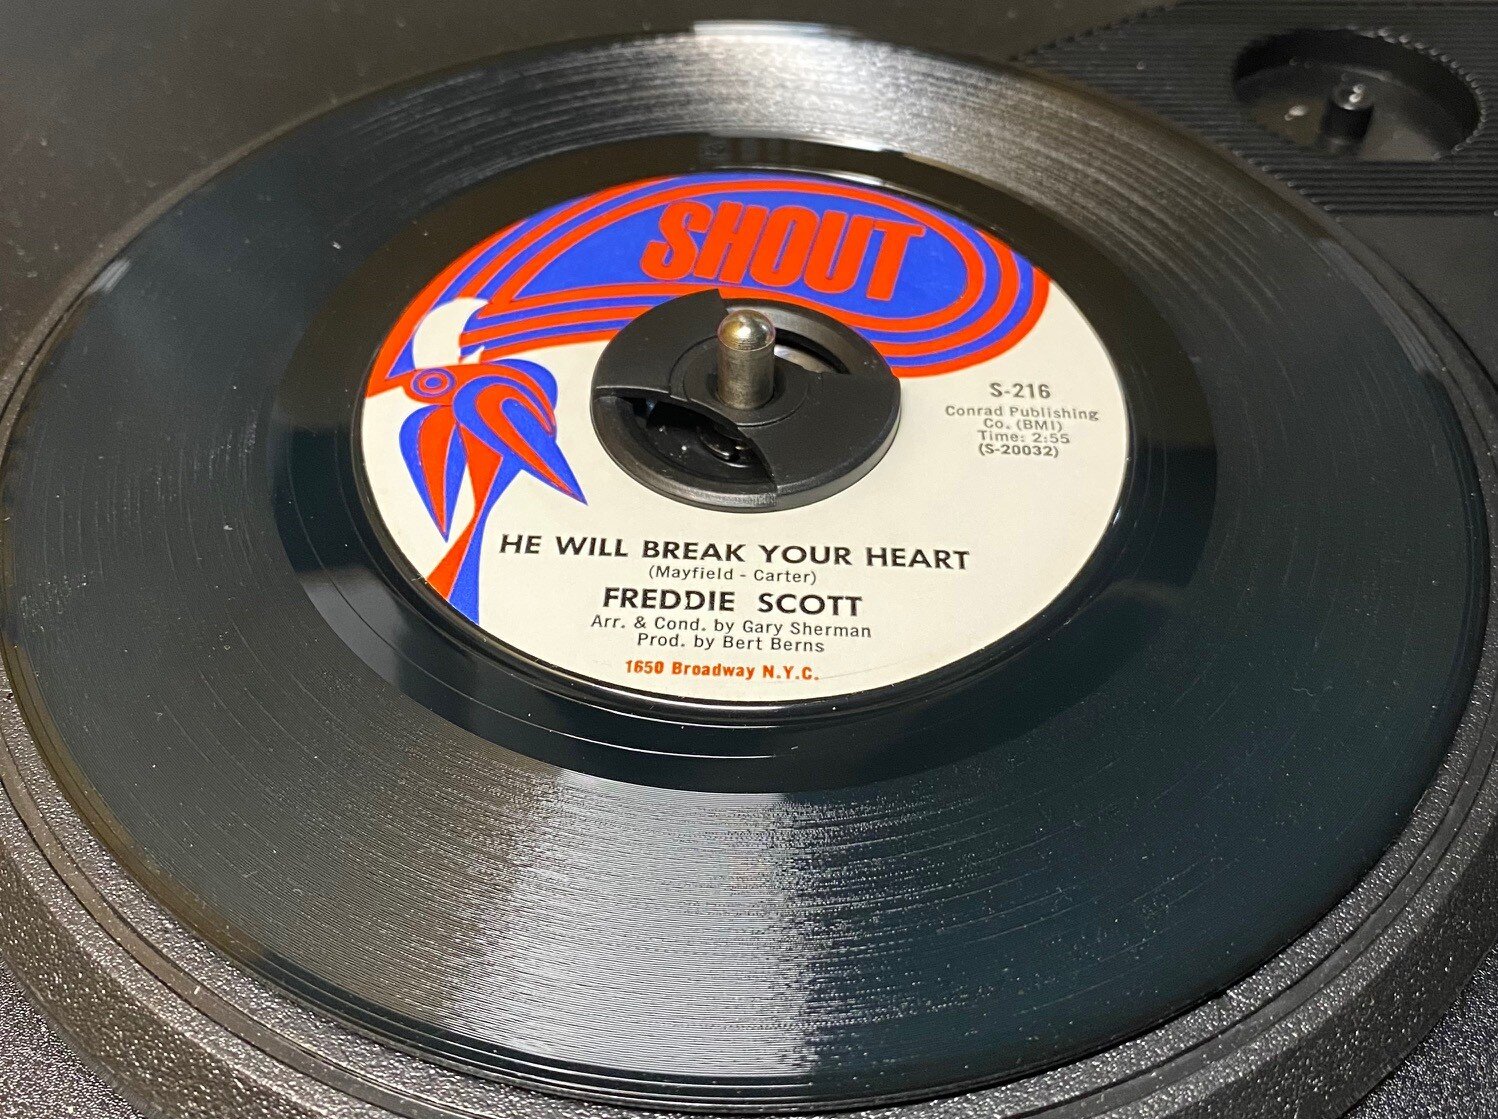 SHOUT
S-216
Conrad Publishing
Co. (BMI)
Time: 2:55
(S-20032)
HE WILL BREAK YOUR HEART
(Mayfield - Carter)
FREDDIE SCOTT
Arr. & Cond. by Gary Sherman
Prod. by Bert Berns
1650 Broadway N.Y.C.